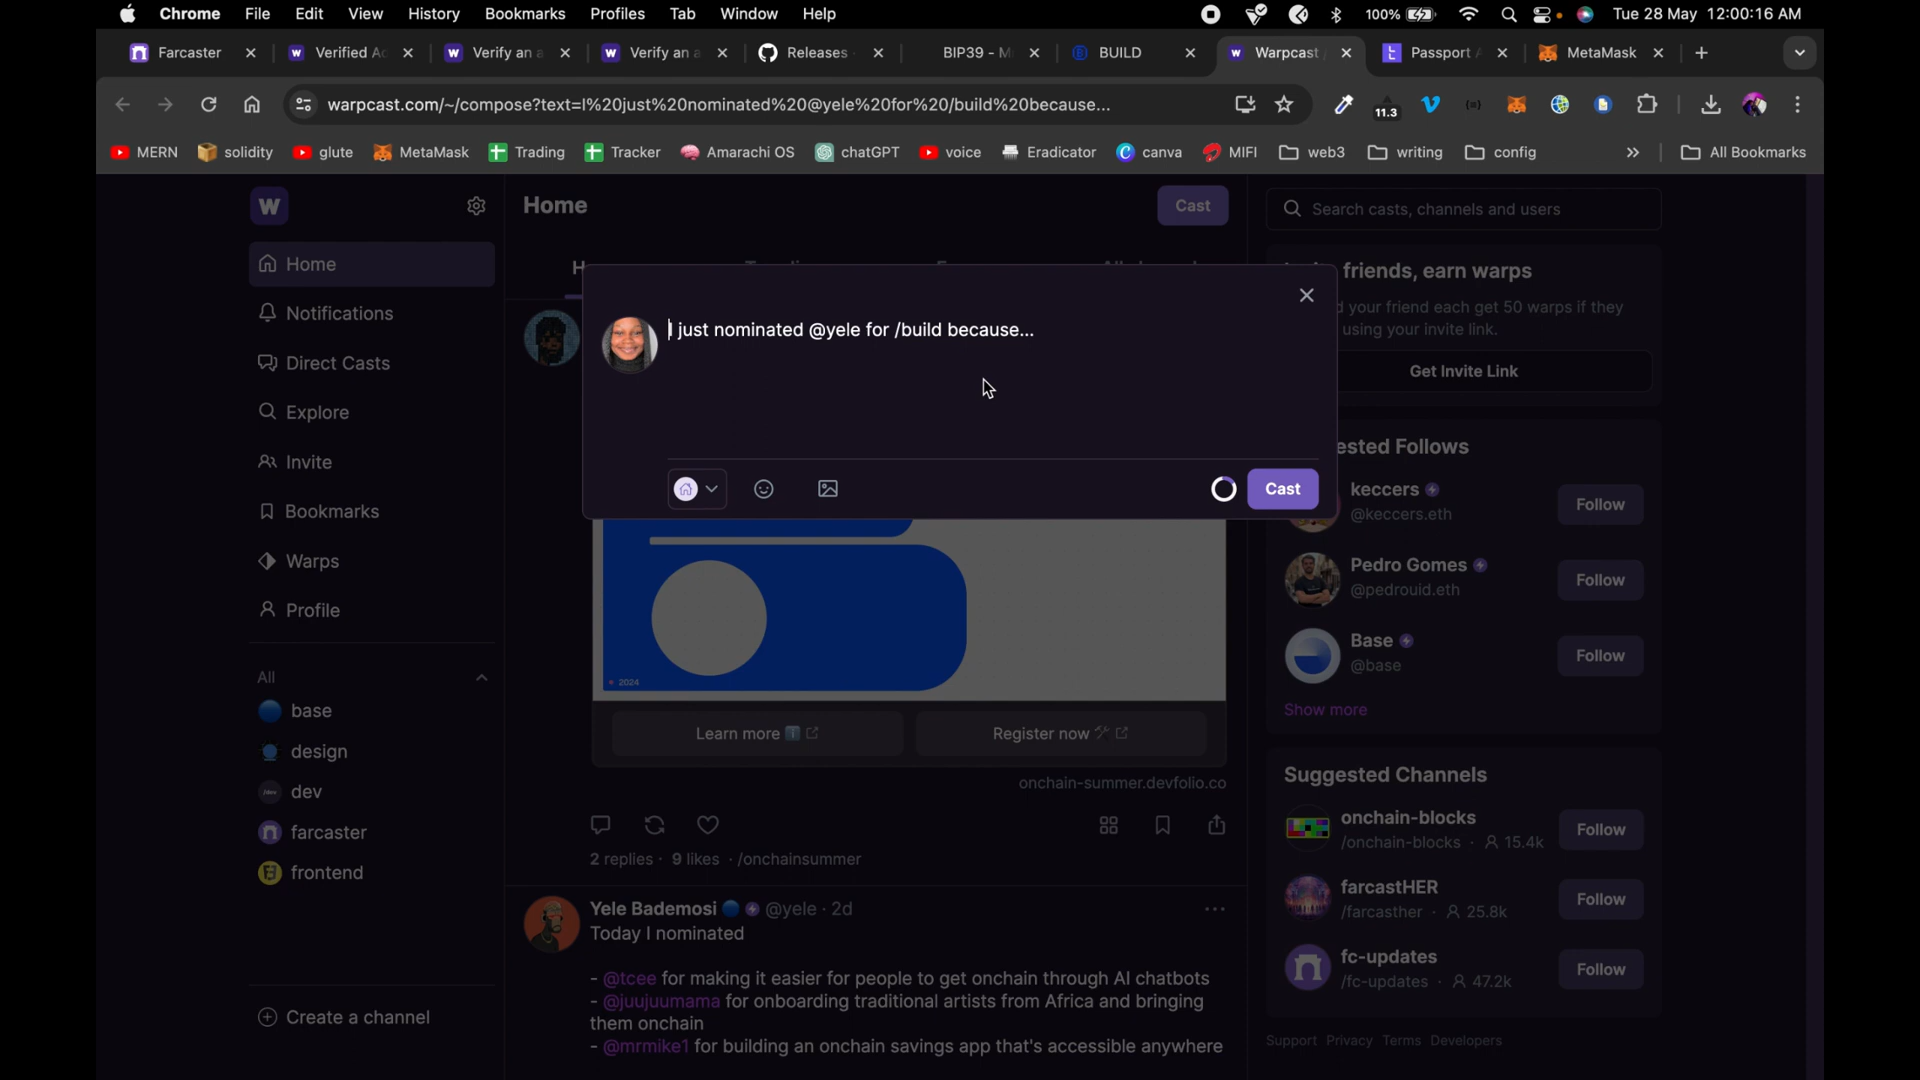 Chrome File Edit View History Bookmarks Profiles Tab Window Help 100% Tue 28 May 12:00:16 AM
Farcaster Verified Ac Verify an a Verify an a Releases BIP39 - M BUILD Warpcast / Passport A MetaMask
warpcast.com/~/compose?text=I%20just%20nominated%20@yele%20for%20/build%20because... 11.3
MERN solidity glute MetaMask Trading Tracker Amarachi OS chatGPT voice Eradicator canva MIFI web3 writing config » All Bookmarks
W Home Cast Search casts, channels and users
Home
Notifications
Direct Casts
Explore
Invite
Bookmarks
Warps
Profile
All
base
design
dev
farcaster
frontend
Create a channel
I just nominated @yele for /build because...
Cast
2024
Learn more Register now
onchain-summer.devfolio.co
2 replies · 9 likes · /onchainsummer
Yele Bademosi @yele · 2d
Today I nominated
- @tcee for making it easier for people to get onchain through AI chatbots
- @juujuumama for onboarding traditional artists from Africa and bringing
them onchain
- @mrmike1 for building an onchain savings app that's accessible anywhere
friends, earn warps
your friend each get 50 warps if they
using your invite link.
Get Invite Link
ested Follows
keccers Follow
@keccers.eth
Pedro Gomes Follow
@pedrouid.eth
Base Follow
@base
Show more
Suggested Channels
onchain-blocks Follow
/onchain-blocks · 15.4k
farcastHER Follow
/farcasther · 25.8k
fc-updates Follow
/fc-updates · 47.2k
Support Privacy Terms Developers